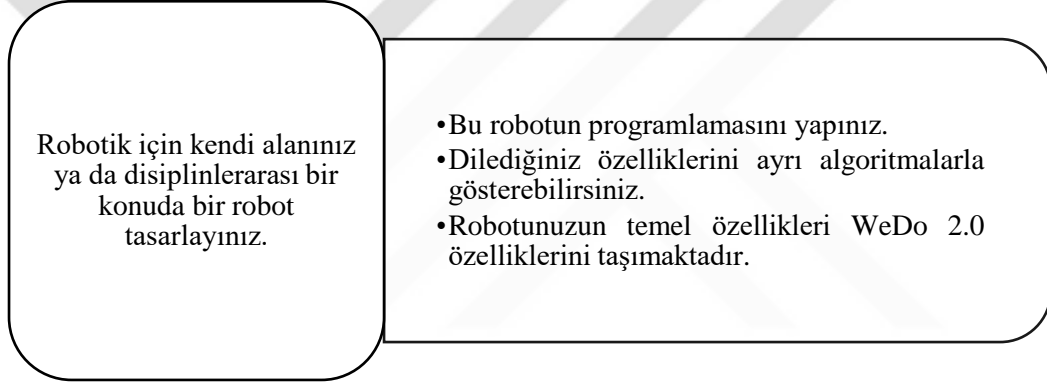 Robotik için kendi alanınız
ya da disiplinlerarası bir
konuda bir robot
tasarlayınız.
•Bu robotun programlamasını yapınız.
•Dilediğiniz özelliklerini ayrı algoritmalarla
gösterebilirsiniz.
•Robotunuzun temel özellikleri WeDo 2.0
özelliklerini taşımaktadır.